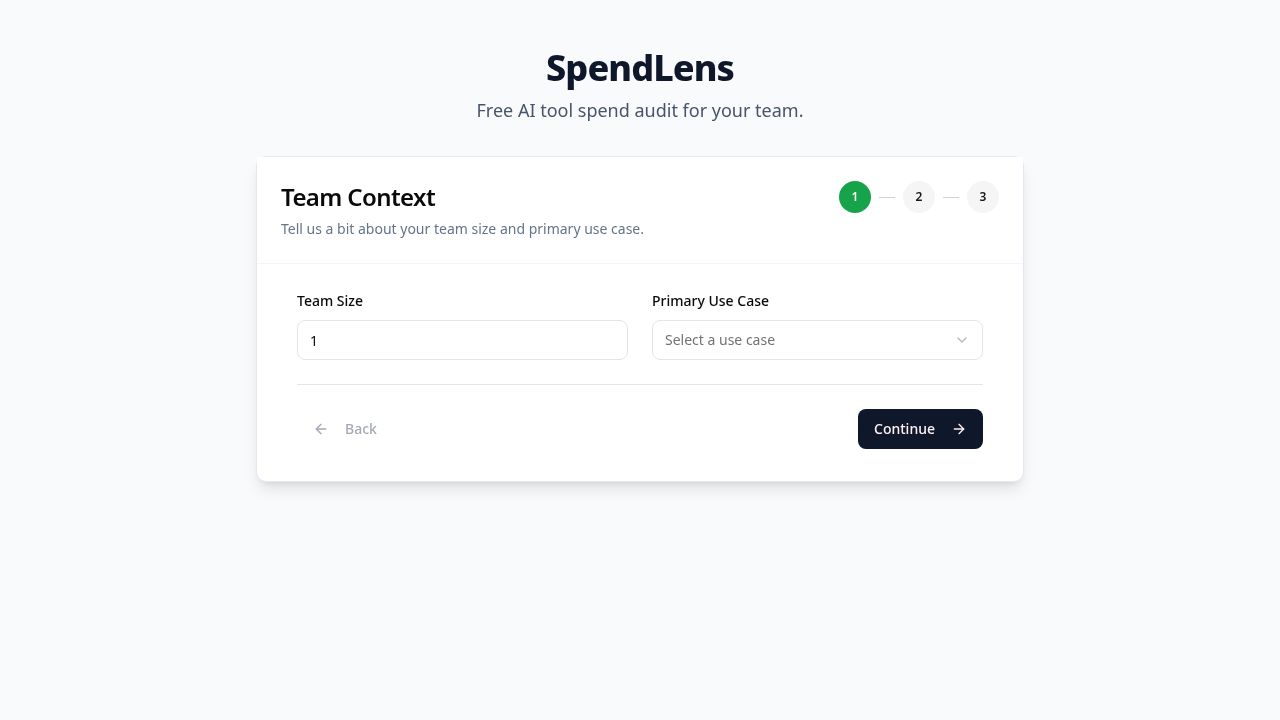 SpendLens
Free AI tool spend audit for your team.
Team Context
1
2
3
Tell us a bit about your team size and primary use case.
Team Size
Primary Use Case
1
Select a use case
Back
Continue